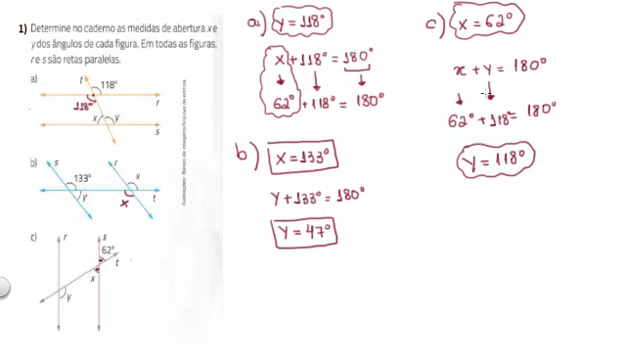 1) Determine no caderno as medidas de abertura x e
y dos ângulos de cada figura. Em todas as figuras,
r e s são retas paralelas.
a)
t
118°
118°
r
x
y
s
b)
s
133°
y
r
x
x
t
c)
r
s
62°
t
x
y
a) y = 118°
x + 118° = 180°
62° + 118° = 180°
b) X = 133°
Y + 133° = 180°
Y = 47°
c) X = 62°
x + y = 180°
62° + 118° = 180°
Y = 118°